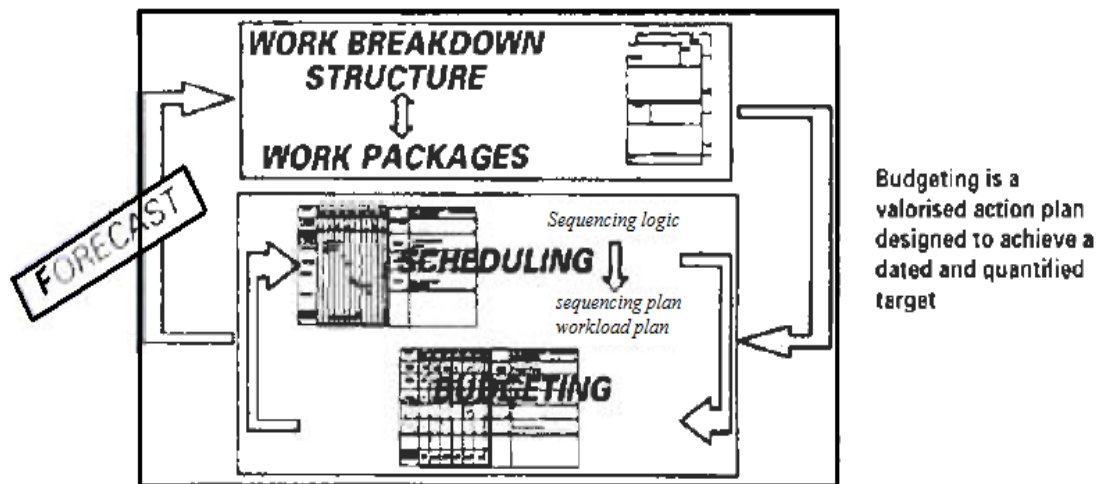 WORK BREAKDOWN
STRUCTURE
WORK PACKAGES
FORECAST
Sequencing logic
SCHEDULING
sequencing plan
workload plan
BUDGETING
Budgeting is a
valorised action plan
designed to achieve a
dated and quantified
target